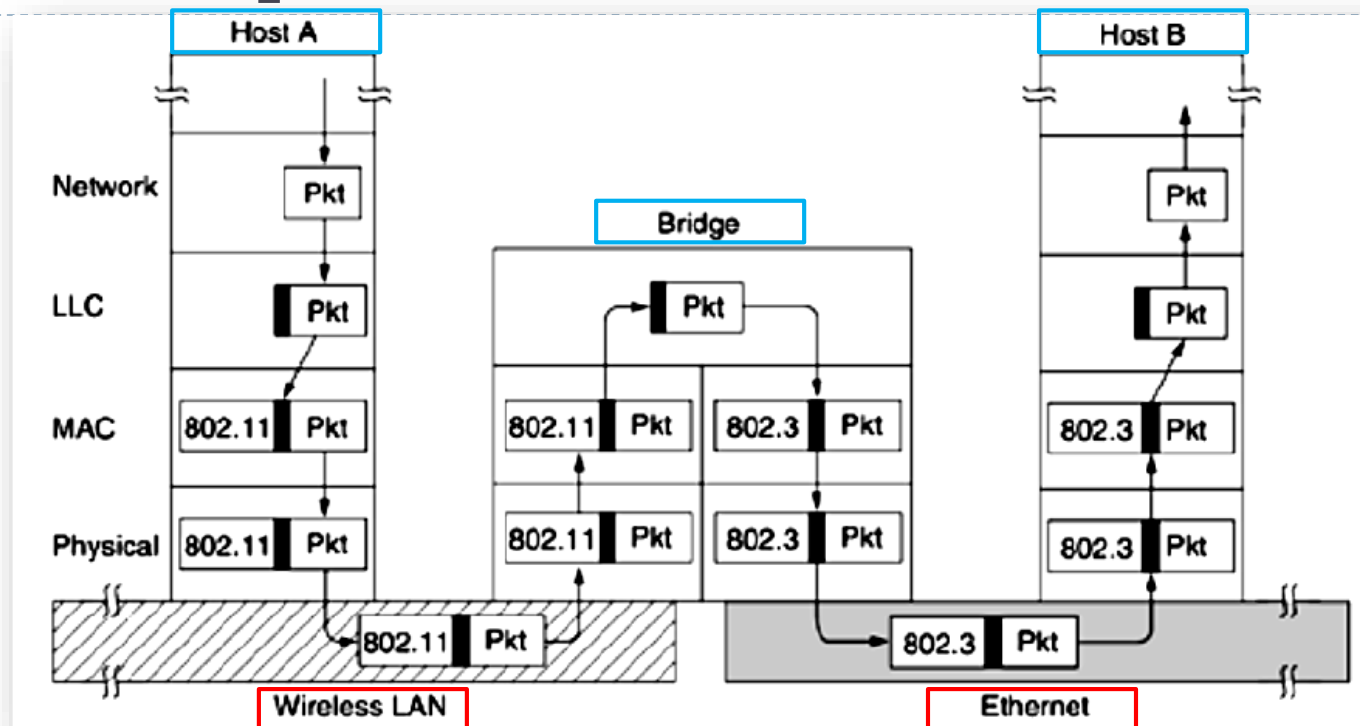 Host A
Host B
Network
Pkt
Pkt
Bridge
LLC
Pkt
Pkt
Pkt
MAC
802.11 Pkt
802.11 Pkt
802.3 Pkt
802.3 Pkt
Physical
802.11 Pkt
802.11 Pkt
802.3 Pkt
802.3 Pkt
802.11 Pkt
802.3 Pkt
Wireless LAN
Ethernet